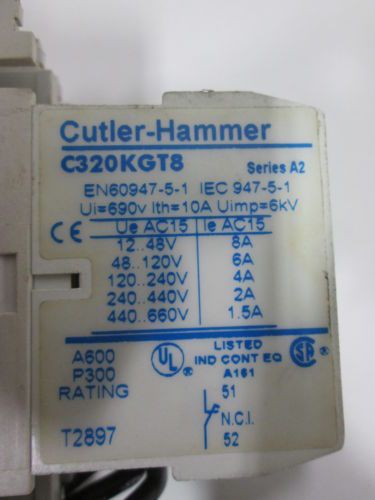 Cutler-Hammer
C320KGT8 Series A2
EN60947-5-1 IEC 947-5-1
Ui=690v Ith=10A Uimp=6kV
CE Ue AC15 Ie AC15
12..48V 8A
48..120V 6A
120..240V 4A
240..440V 2A
440..660V 1.5A
A600
P300
RATING
UL LISTED
IND CONT EQ
A161
SA
51
N.C.I.
52
T2897